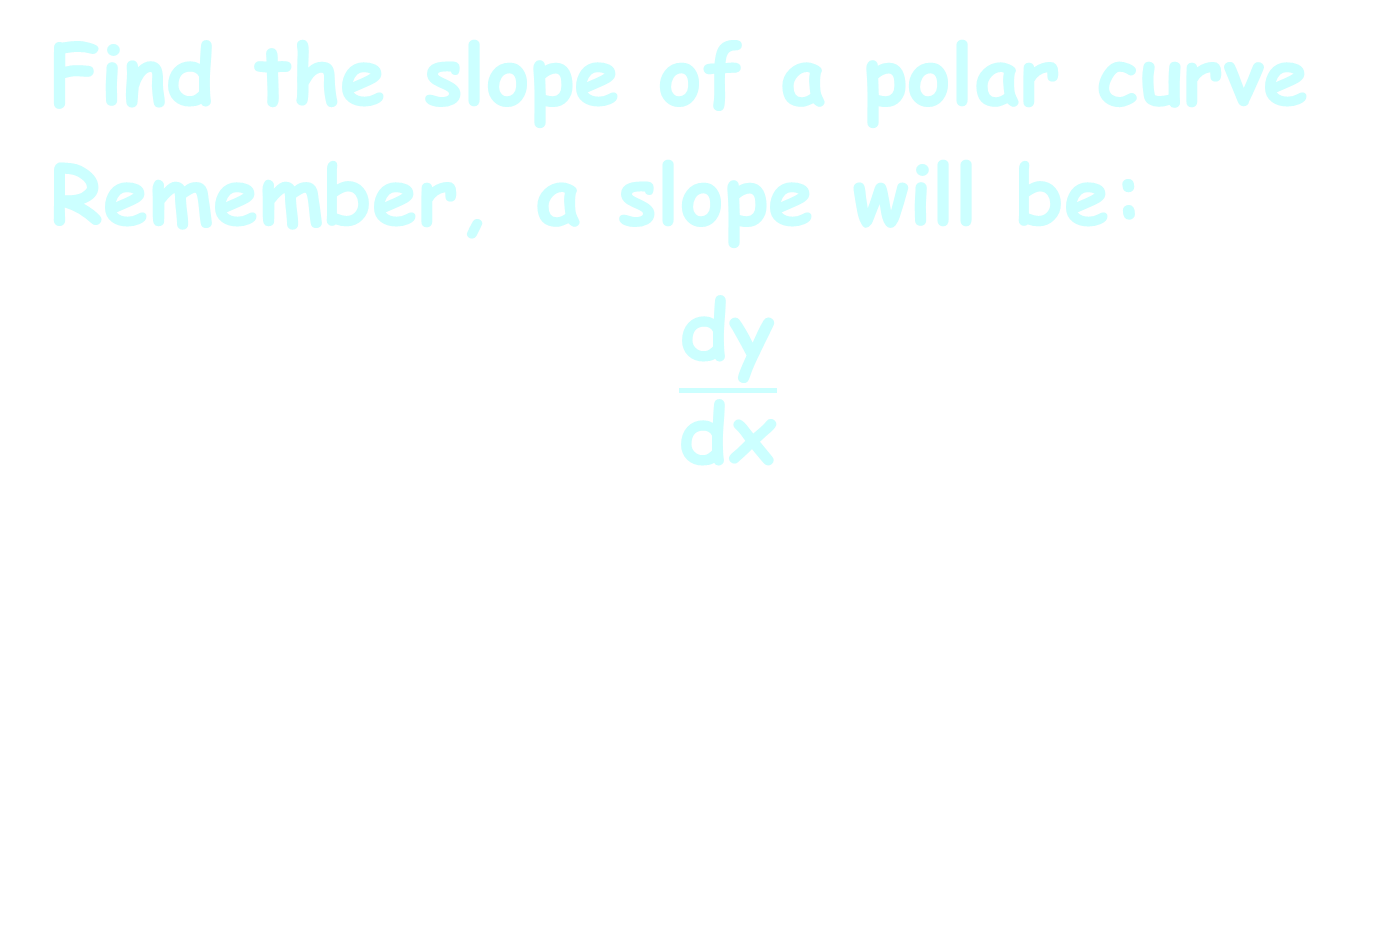 Find the slope of a polar curve
Remember, a slope will be:
dy
dx